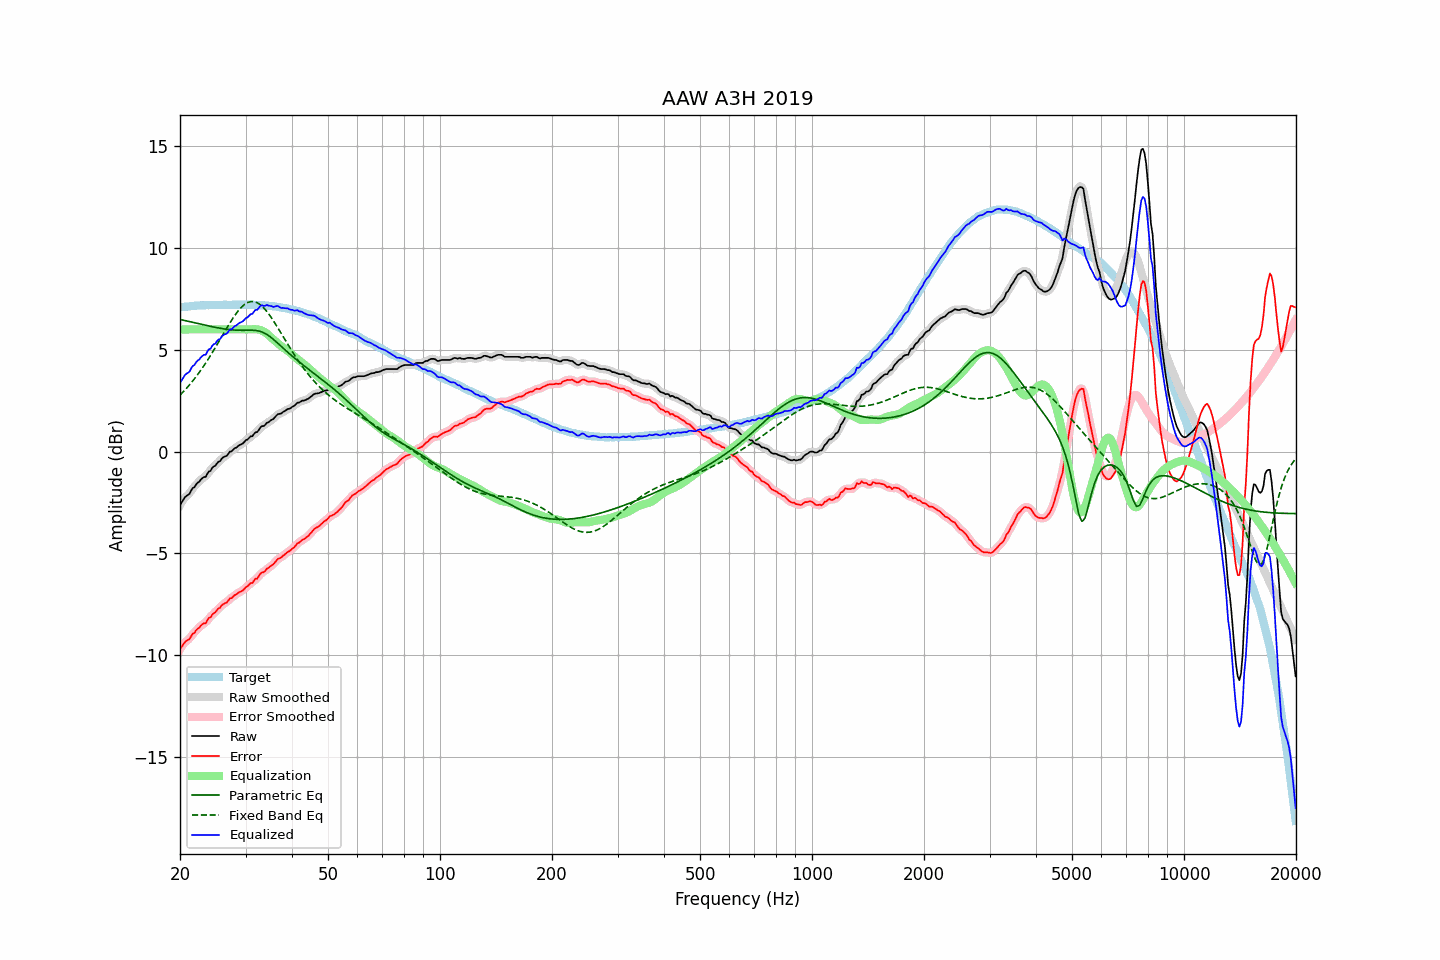 AAW A3H 2019
Amplitude (dBr)
15
10
5
0
−5
−10
−15
Target
Raw Smoothed
Error Smoothed
Raw
Error
Equalization
Parametric Eq
Fixed Band Eq
Equalized
20 50 100 200 500 1000 2000 5000 10000 20000
Frequency (Hz)